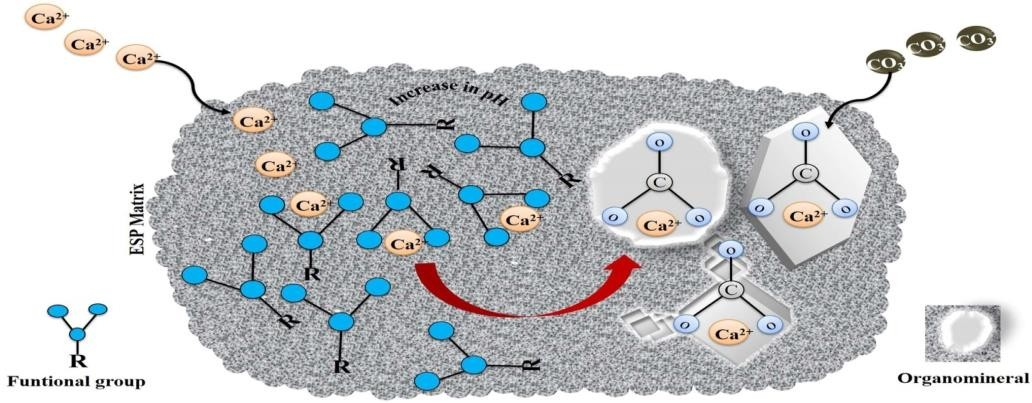 Ca²⁺
Ca²⁺
Ca²⁺
CO₃
CO₃
CO₃
Increase in pH
Ca²⁺
Ca²⁺
Ca²⁺
Ca²⁺
Ca²⁺
R
R
R
R
R
R
R
R
ESP Matrix
O
C
O
O
Ca²⁺
O
C
O
O
Ca²⁺
O
C
O
O
Ca²⁺
R
Funtional group
Organomineral